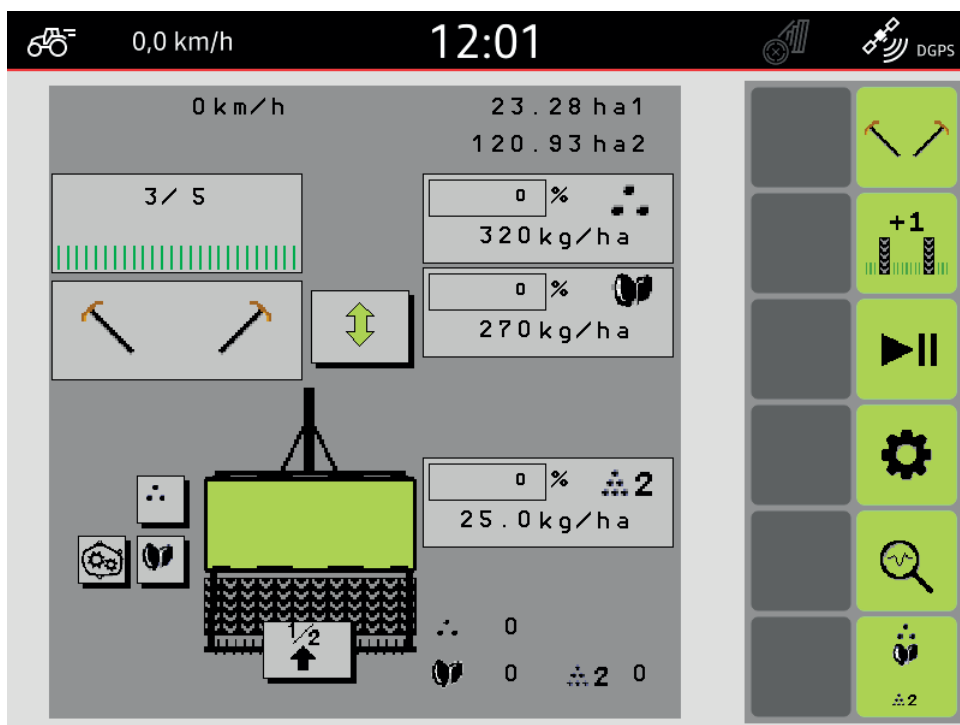 0,0 km/h 12:01 DGPS
0km/h 23.28ha1
120.93ha2
3/ 5
0 %
320kg/ha
0 %
270kg/ha
+1
0 % 2
25.0kg/ha
1/2
0
0 2 0
2